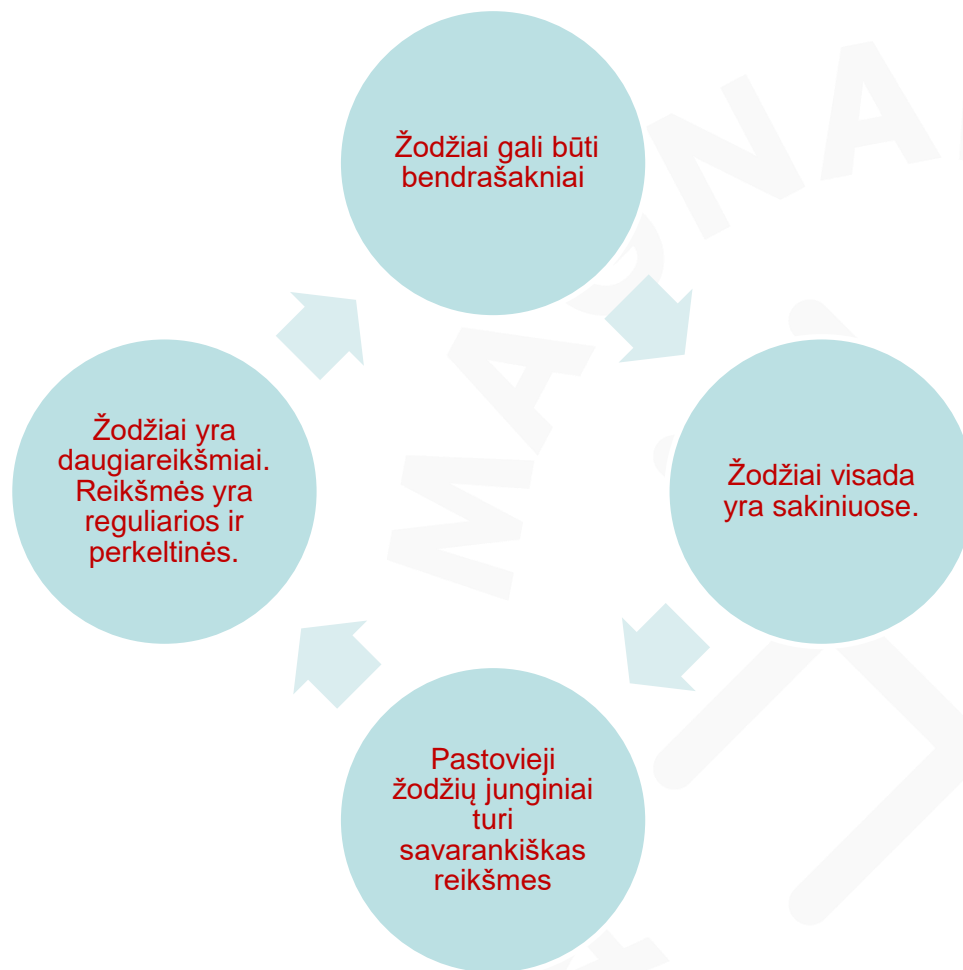 Žodžiai gali būti
bendrašakniai
Žodžiai visada
yra sakiniuose.
Pastovieji
žodžių junginiai
turi
savarankiškas
reikšmes
Žodžiai yra
daugiareikšmiai.
Reikšmės yra
reguliarios ir
perkeltinės.